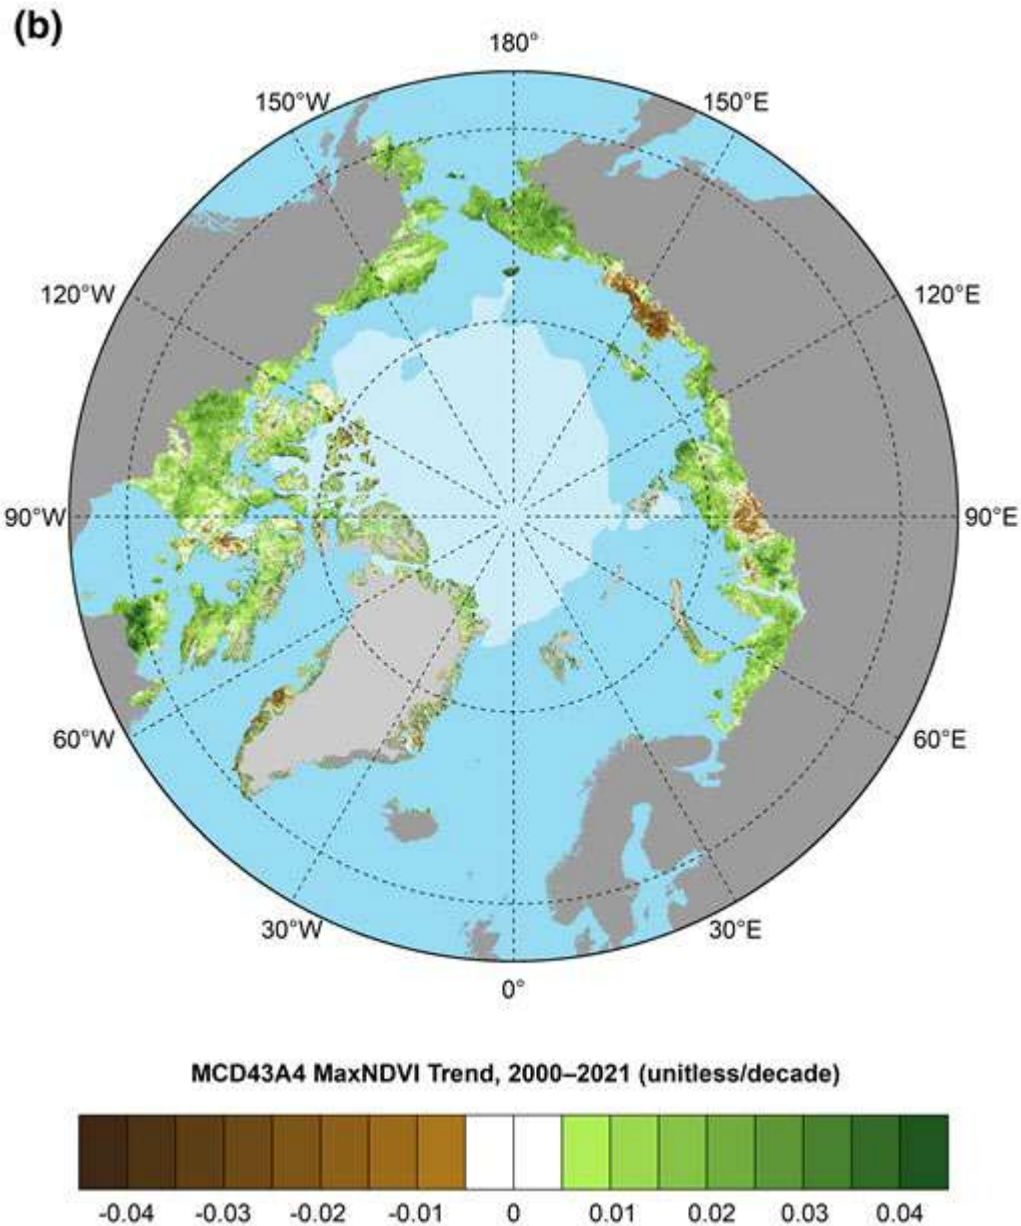 (b)
180°
150°W
150°E
120°W
120°E
90°W
90°E
60°W
60°E
30°W
30°E
0°
MCD43A4 MaxNDVI Trend, 2000–2021 (unitless/decade)
-0.04 -0.03 -0.02 -0.01 0 0.01 0.02 0.03 0.04